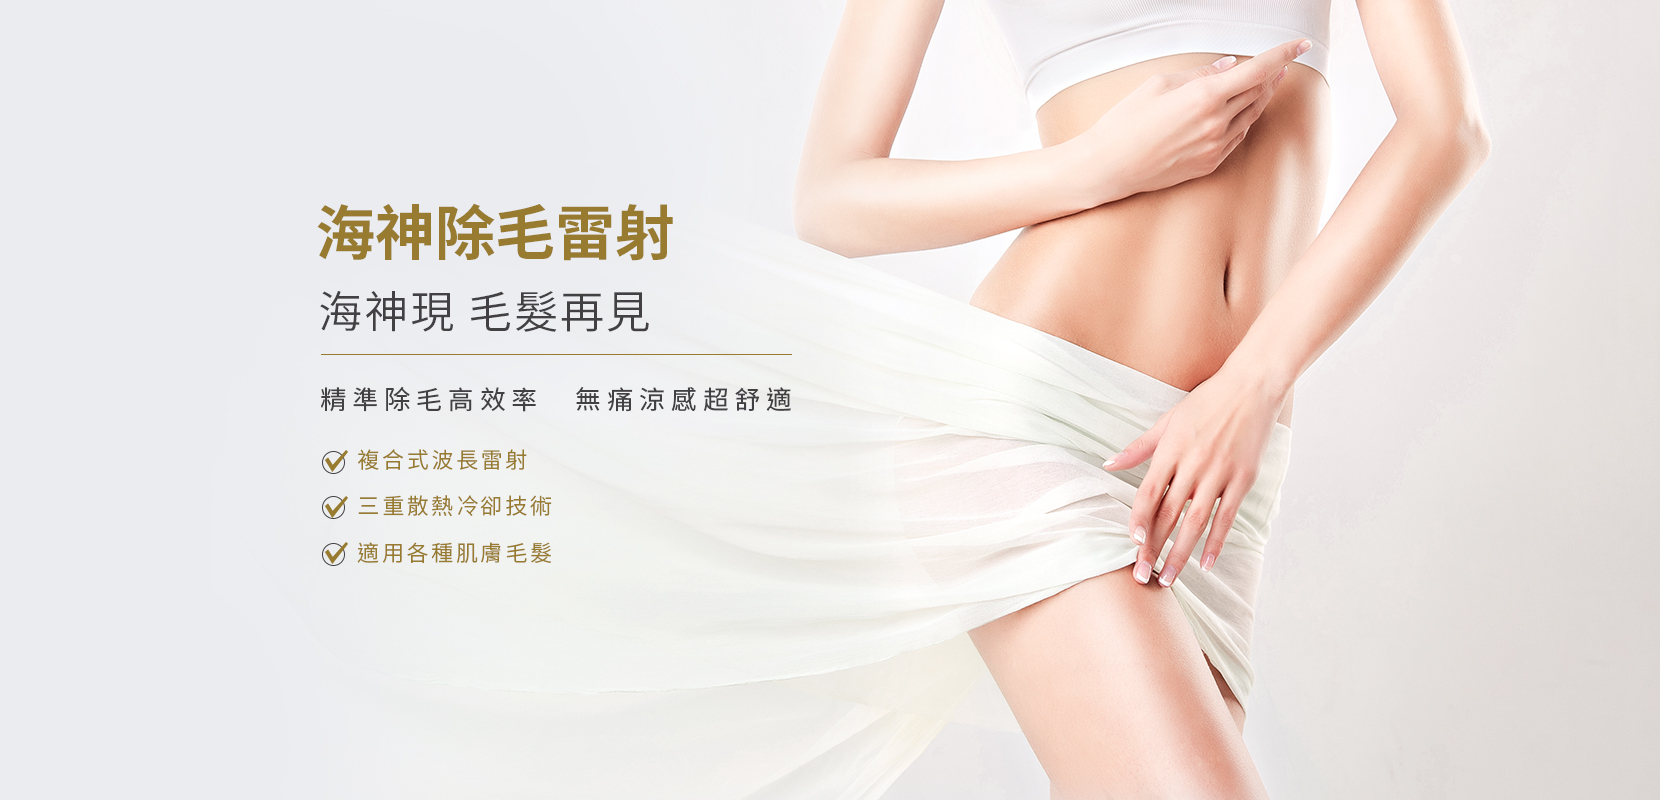 海神除毛雷射
海神現 毛髮再見
精準除毛高效率　無痛涼感超舒適
複合式波長雷射
三重散熱冷卻技術
適用各種肌膚毛髮